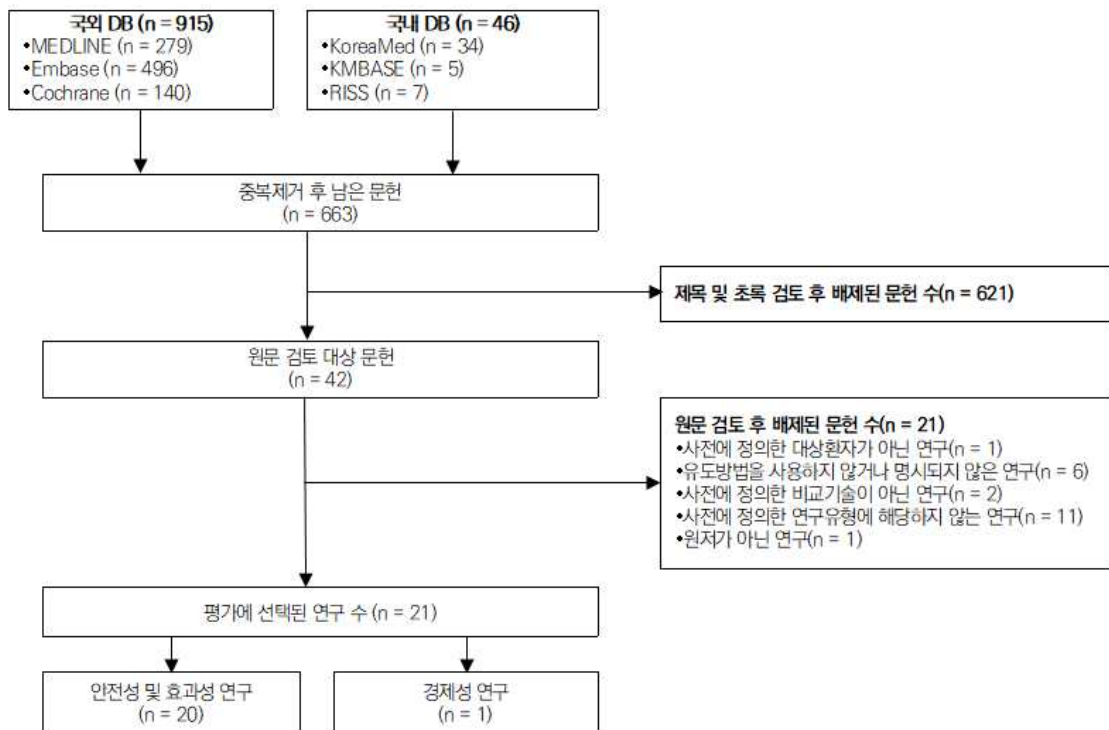 국외 DB (n = 915)
•MEDLINE (n = 279)
•Embase (n = 496)
•Cochrane (n = 140)
국내 DB (n = 46)
•KoreaMed (n = 34)
•KMBASE (n = 5)
•RISS (n = 7)
중복제거 후 남은 문헌
(n = 663)
제목 및 초록 검토 후 배제된 문헌 수(n = 621)
원문 검토 대상 문헌
(n = 42)
원문 검토 후 배제된 문헌 수(n = 21)
•사전에 정의한 대상환자가 아닌 연구(n = 1)
•유도방법을 사용하지 않거나 명시되지 않은 연구(n = 6)
•사전에 정의한 비교기술이 아닌 연구(n = 2)
•사전에 정의한 연구유형에 해당하지 않는 연구(n = 11)
•원저가 아닌 연구(n = 1)
평가에 선택된 연구 수 (n = 21)
안전성 및 효과성 연구
(n = 20)
경제성 연구
(n = 1)